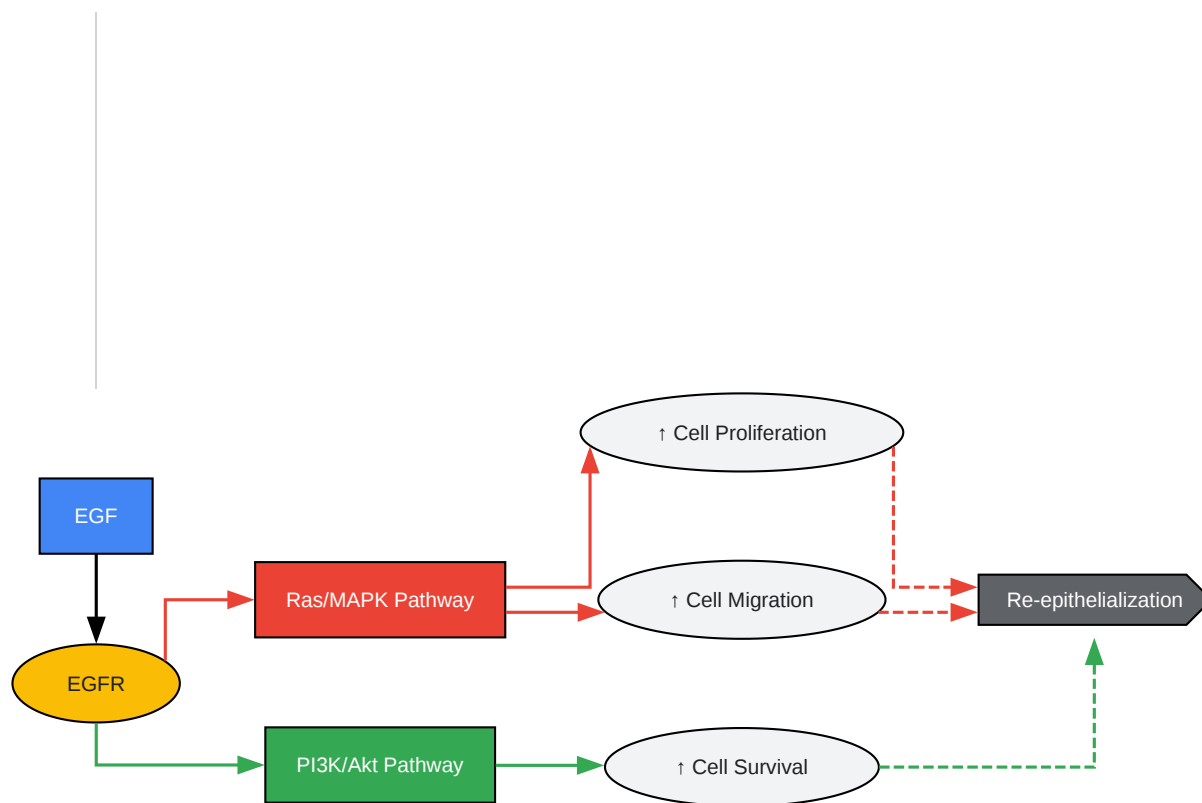 ↑ Cell Proliferation
EGF
Ras/MAPK Pathway
↑ Cell Migration
Re-epithelialization
EGFR
PI3K/Akt Pathway
↑ Cell Survival